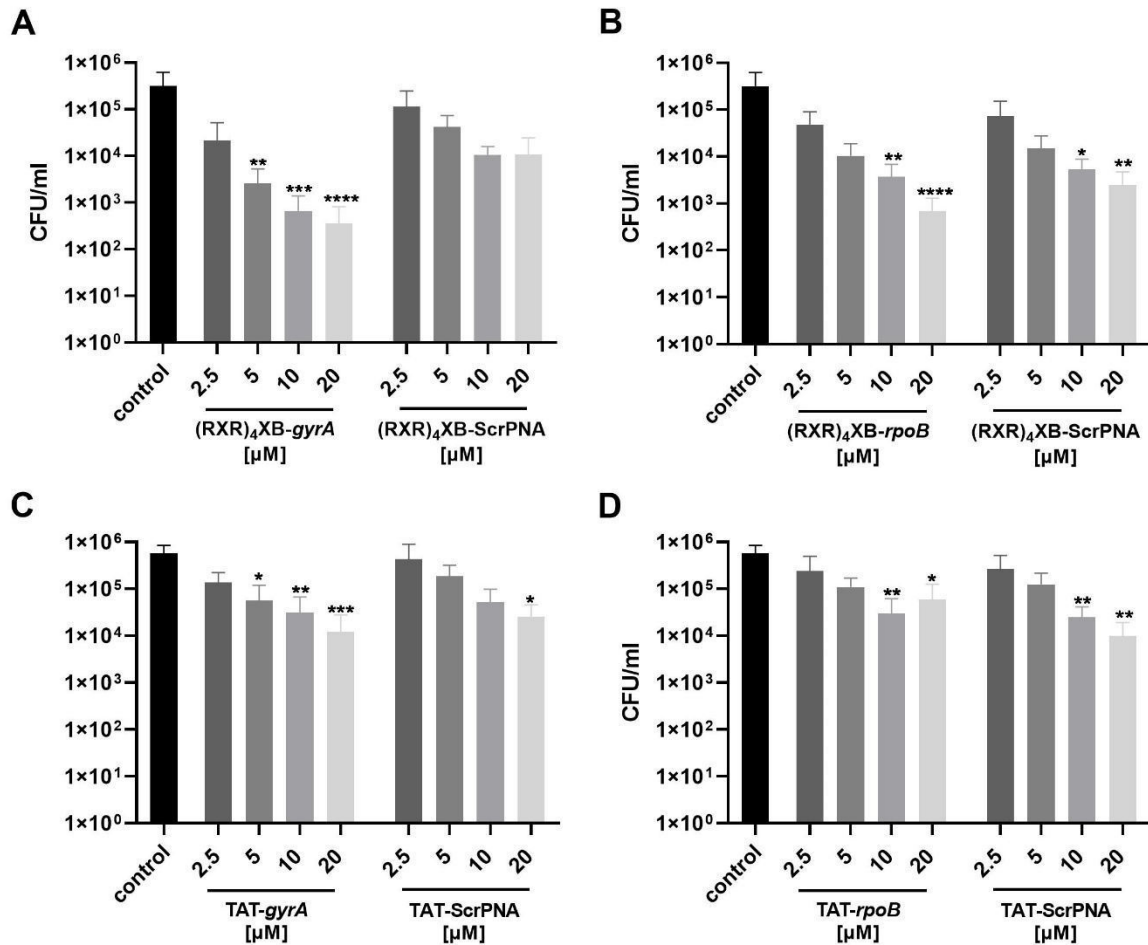 A
CFU/ml
1×10⁶
1×10⁵
1×10⁴
1×10³
1×10²
1×10¹
1×10⁰
** *** ****
control 2.5 5 10 20 2.5 5 10 20
(RXR)₄XB-gyrA (RXR)₄XB-ScrPNA
[µM] [µM]
B
CFU/ml
1×10⁶
1×10⁵
1×10⁴
1×10³
1×10²
1×10¹
1×10⁰
** **** * **
control 2.5 5 10 20 2.5 5 10 20
(RXR)₄XB-rpoB (RXR)₄XB-ScrPNA
[µM] [µM]
C
CFU/ml
1×10⁶
1×10⁵
1×10⁴
1×10³
1×10²
1×10¹
1×10⁰
* ** *** *
control 2.5 5 10 20 2.5 5 10 20
TAT-gyrA TAT-ScrPNA
[µM] [µM]
D
CFU/ml
1×10⁶
1×10⁵
1×10⁴
1×10³
1×10²
1×10¹
1×10⁰
** * ** **
control 2.5 5 10 20 2.5 5 10 20
TAT-rpoB TAT-ScrPNA
[µM] [µM]